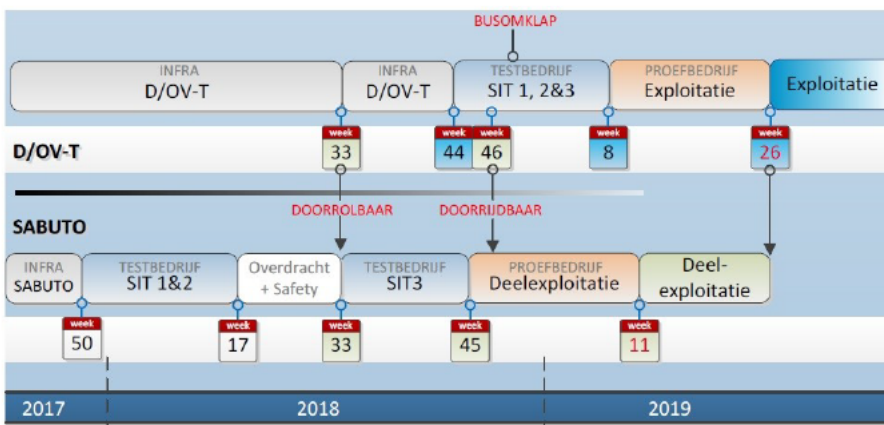 BUSOMKLAP
INFRA
D/OV-T
INFRA
D/OV-T
TESTBEDRIJF
SIT 1, 2&3
PROEFBEDRIJF
Exploitatie
Exploitatie
D/OV-T
week
33
week
44
week
46
week
8
week
26
DOORROLBAAR
DOORRIJDBAAR
SABUTO
INFRA
SABUTO
TESTBEDRIJF
SIT 1&2
Overdracht
+ Safety
TESTBEDRIJF
SIT3
PROEFBEDRIJF
Deelexploitatie
Deel-
exploitatie
week
50
week
17
week
33
week
45
week
11
2017
2018
2019